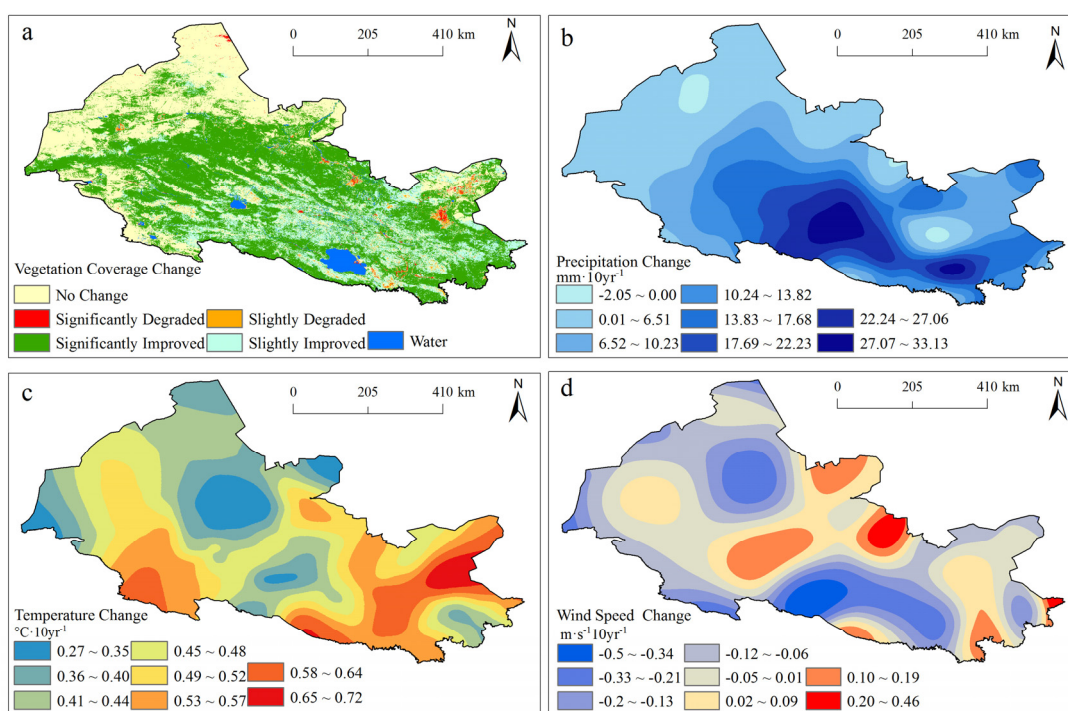 a
N
0 205 410 km
Vegetation Coverage Change
No Change
Significantly Degraded Slightly Degraded
Significantly Improved Slightly Improved Water
b
N
0 205 410 km
Precipitation Change
mm·10yr⁻¹
-2.05 ~ 0.00 10.24 ~ 13.82
0.01 ~ 6.51 13.83 ~ 17.68 22.24 ~ 27.06
6.52 ~ 10.23 17.69 ~ 22.23 27.07 ~ 33.13
c
N
0 205 410 km
Temperature Change
°C·10yr⁻¹
0.27 ~ 0.35 0.45 ~ 0.48
0.36 ~ 0.40 0.49 ~ 0.52 0.58 ~ 0.64
0.41 ~ 0.44 0.53 ~ 0.57 0.65 ~ 0.72
d
N
0 205 410 km
Wind Speed Change
m·s⁻¹10yr⁻¹
-0.5 ~ -0.34 -0.12 ~ -0.06
-0.33 ~ -0.21 -0.05 ~ 0.01 0.10 ~ 0.19
-0.2 ~ -0.13 0.02 ~ 0.09 0.20 ~ 0.46